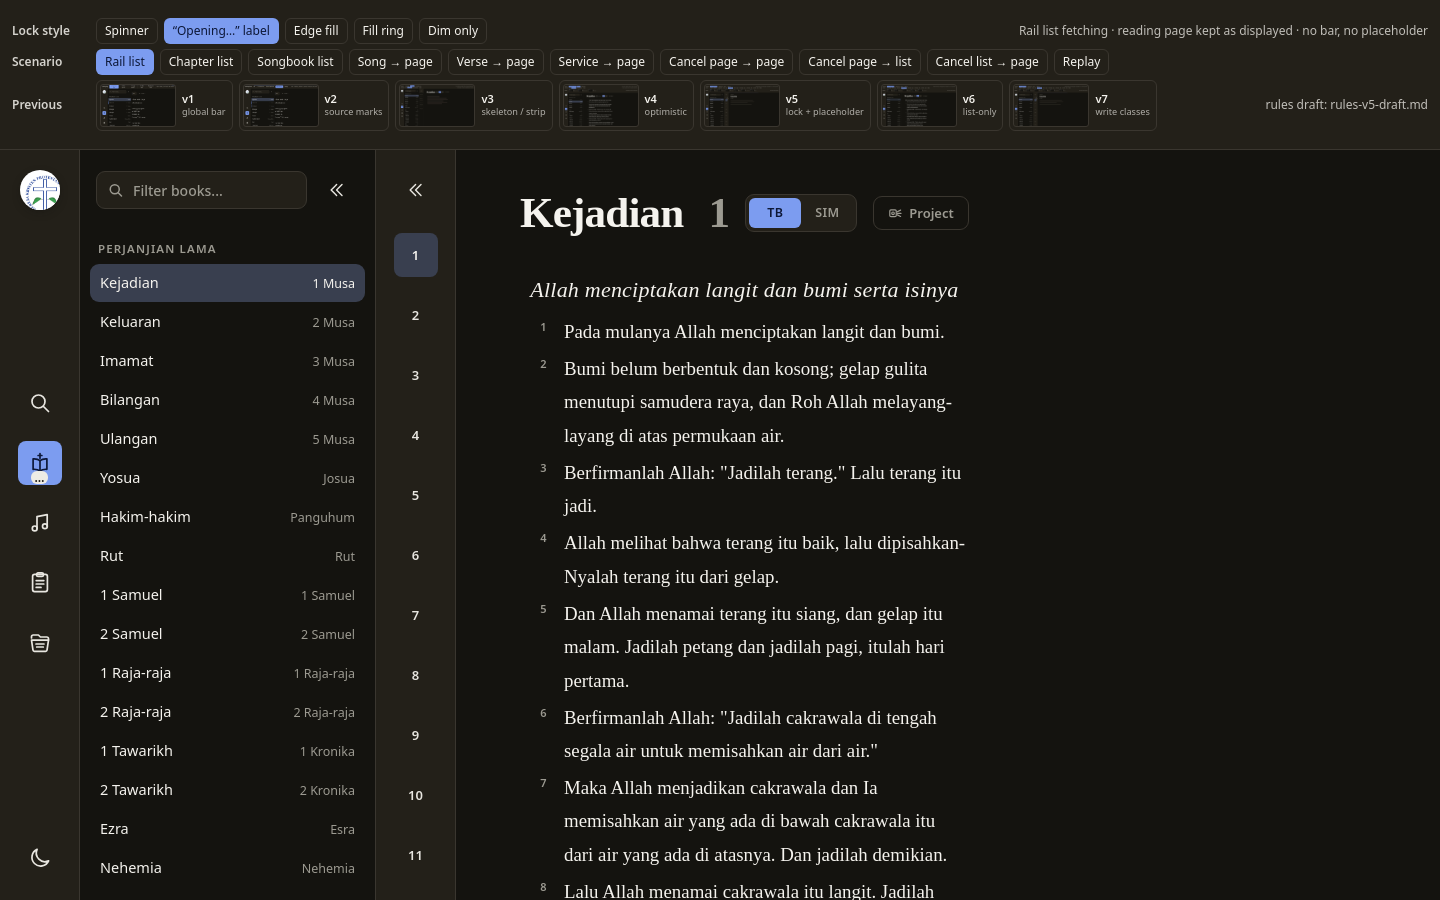 Lock style Spinner “Opening…” label Edge fill Fill ring Dim only Rail list fetching · reading page kept as displayed · no bar, no placeholder
Scenario Rail list Chapter list Songbook list Song → page Verse → page Service → page Cancel page → page Cancel page → list Cancel list → page Replay
Previous v1 global bar v2 source marks v3 skeleton / strip v4 optimistic v5 lock + placeholder v6 list-only v7 write classes rules draft: rules-v5-draft.md
Filter books...
PERJANJIAN LAMA
Kejadian 1 Musa
Keluaran 2 Musa
Imamat 3 Musa
Bilangan 4 Musa
Ulangan 5 Musa
Yosua Josua
Hakim-hakim Panguhum
Rut Rut
1 Samuel 1 Samuel
2 Samuel 2 Samuel
1 Raja-raja 1 Raja-raja
2 Raja-raja 2 Raja-raja
1 Tawarikh 1 Kronika
2 Tawarikh 2 Kronika
Ezra Esra
Nehemia Nehemia
1
2
3
4
5
6
7
8
9
10
11
Kejadian 1 TB SIM Project
Allah menciptakan langit dan bumi serta isinya
1 Pada mulanya Allah menciptakan langit dan bumi.
2 Bumi belum berbentuk dan kosong; gelap gulita
menutupi samudera raya, dan Roh Allah melayang-
layang di atas permukaan air.
3 Berfirmanlah Allah: "Jadilah terang." Lalu terang itu
jadi.
4 Allah melihat bahwa terang itu baik, lalu dipisahkan-
Nyalah terang itu dari gelap.
5 Dan Allah menamai terang itu siang, dan gelap itu
malam. Jadilah petang dan jadilah pagi, itulah hari
pertama.
6 Berfirmanlah Allah: "Jadilah cakrawala di tengah
segala air untuk memisahkan air dari air."
7 Maka Allah menjadikan cakrawala dan Ia
memisahkan air yang ada di bawah cakrawala itu
dari air yang ada di atasnya. Dan jadilah demikian.
8 Lalu Allah menamai cakrawala itu langit. Jadilah